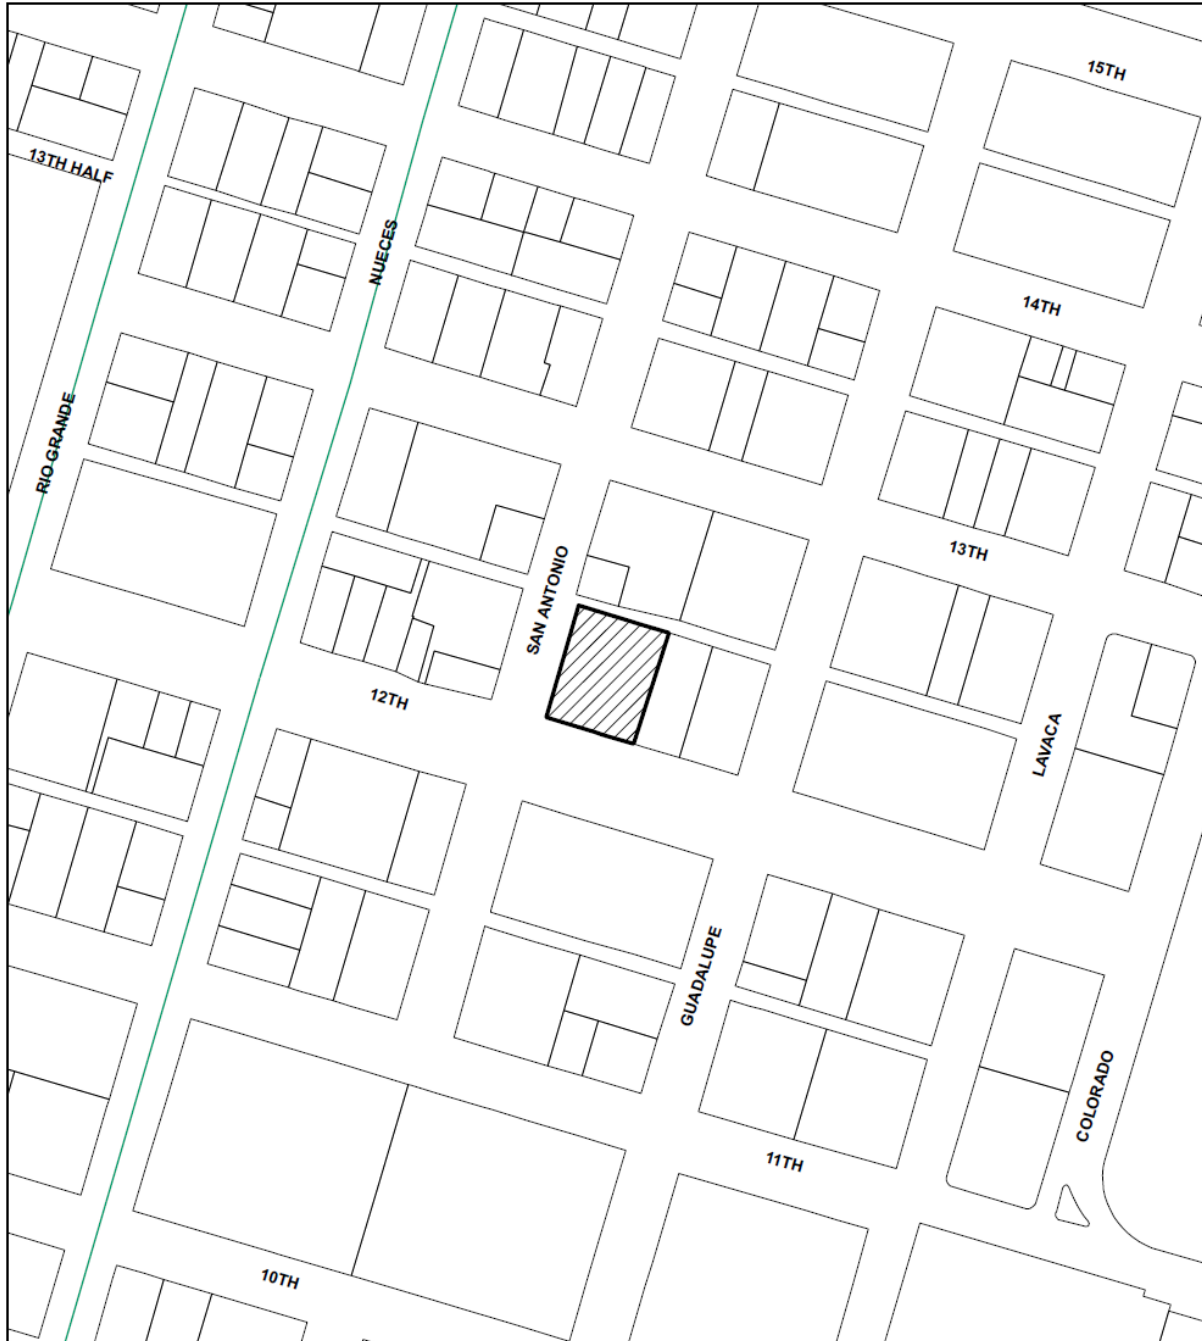 15TH
13TH HALF
NUECES
14TH
RIO GRANDE
13TH
SAN ANTONIO
12TH
LAVACA
GUADALUPE
COLORADO
11TH
10TH